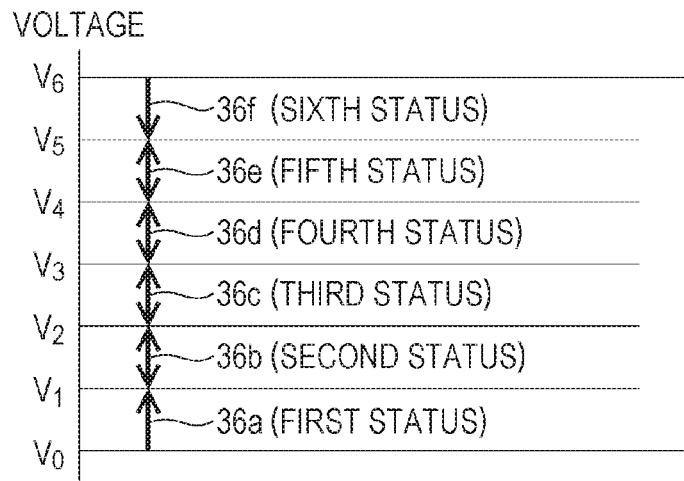 VOLTAGE
V6
36f (SIXTH STATUS)
V5
36e (FIFTH STATUS)
V4
36d (FOURTH STATUS)
V3
36c (THIRD STATUS)
V2
36b (SECOND STATUS)
V1
36a (FIRST STATUS)
V0